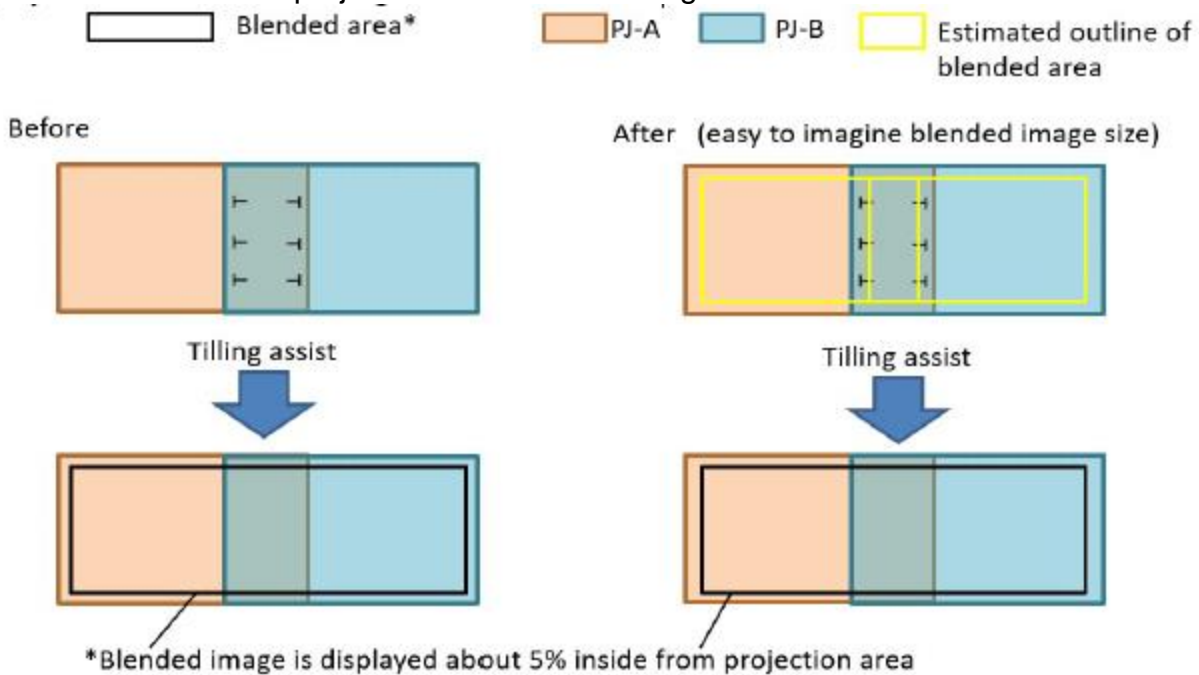 Blended area*
PJ-A
PJ-B
Estimated outline of
blended area
Before
After (easy to imagine blended image size)
Tilling assist
Tilling assist
*Blended image is displayed about 5% inside from projection area